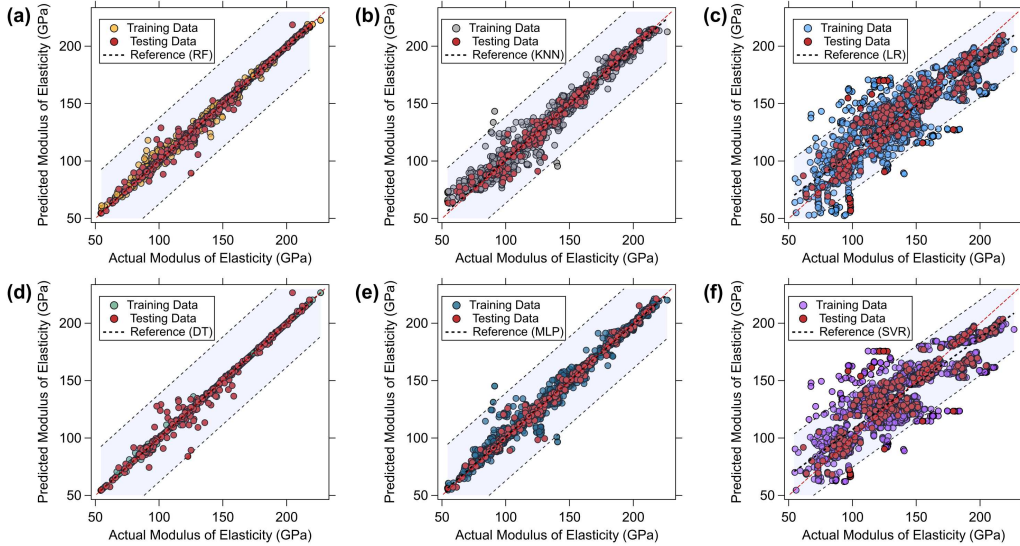 (a)
Predicted Modulus of Elasticity (GPa)
200
150
100
50
Training Data
Testing Data
Reference (RF)
50
100
150
200
Actual Modulus of Elasticity (GPa)
(b)
Predicted Modulus of Elasticity (GPa)
200
150
100
50
Training Data
Testing Data
Reference (KNN)
50
100
150
200
Actual Modulus of Elasticity (GPa)
(c)
Predicted Modulus of Elasticity (GPa)
200
150
100
50
Training Data
Testing Data
Reference (LR)
50
100
150
200
Actual Modulus of Elasticity (GPa)
(d)
Predicted Modulus of Elasticity (GPa)
200
150
100
50
Training Data
Testing Data
Reference (DT)
50
100
150
200
Actual Modulus of Elasticity (GPa)
(e)
Predicted Modulus of Elasticity (GPa)
200
150
100
50
Training Data
Testing Data
Reference (MLP)
50
100
150
200
Actual Modulus of Elasticity (GPa)
(f)
Predicted Modulus of Elasticity (GPa)
200
150
100
50
Training Data
Testing Data
Reference (SVR)
50
100
150
200
Actual Modulus of Elasticity (GPa)